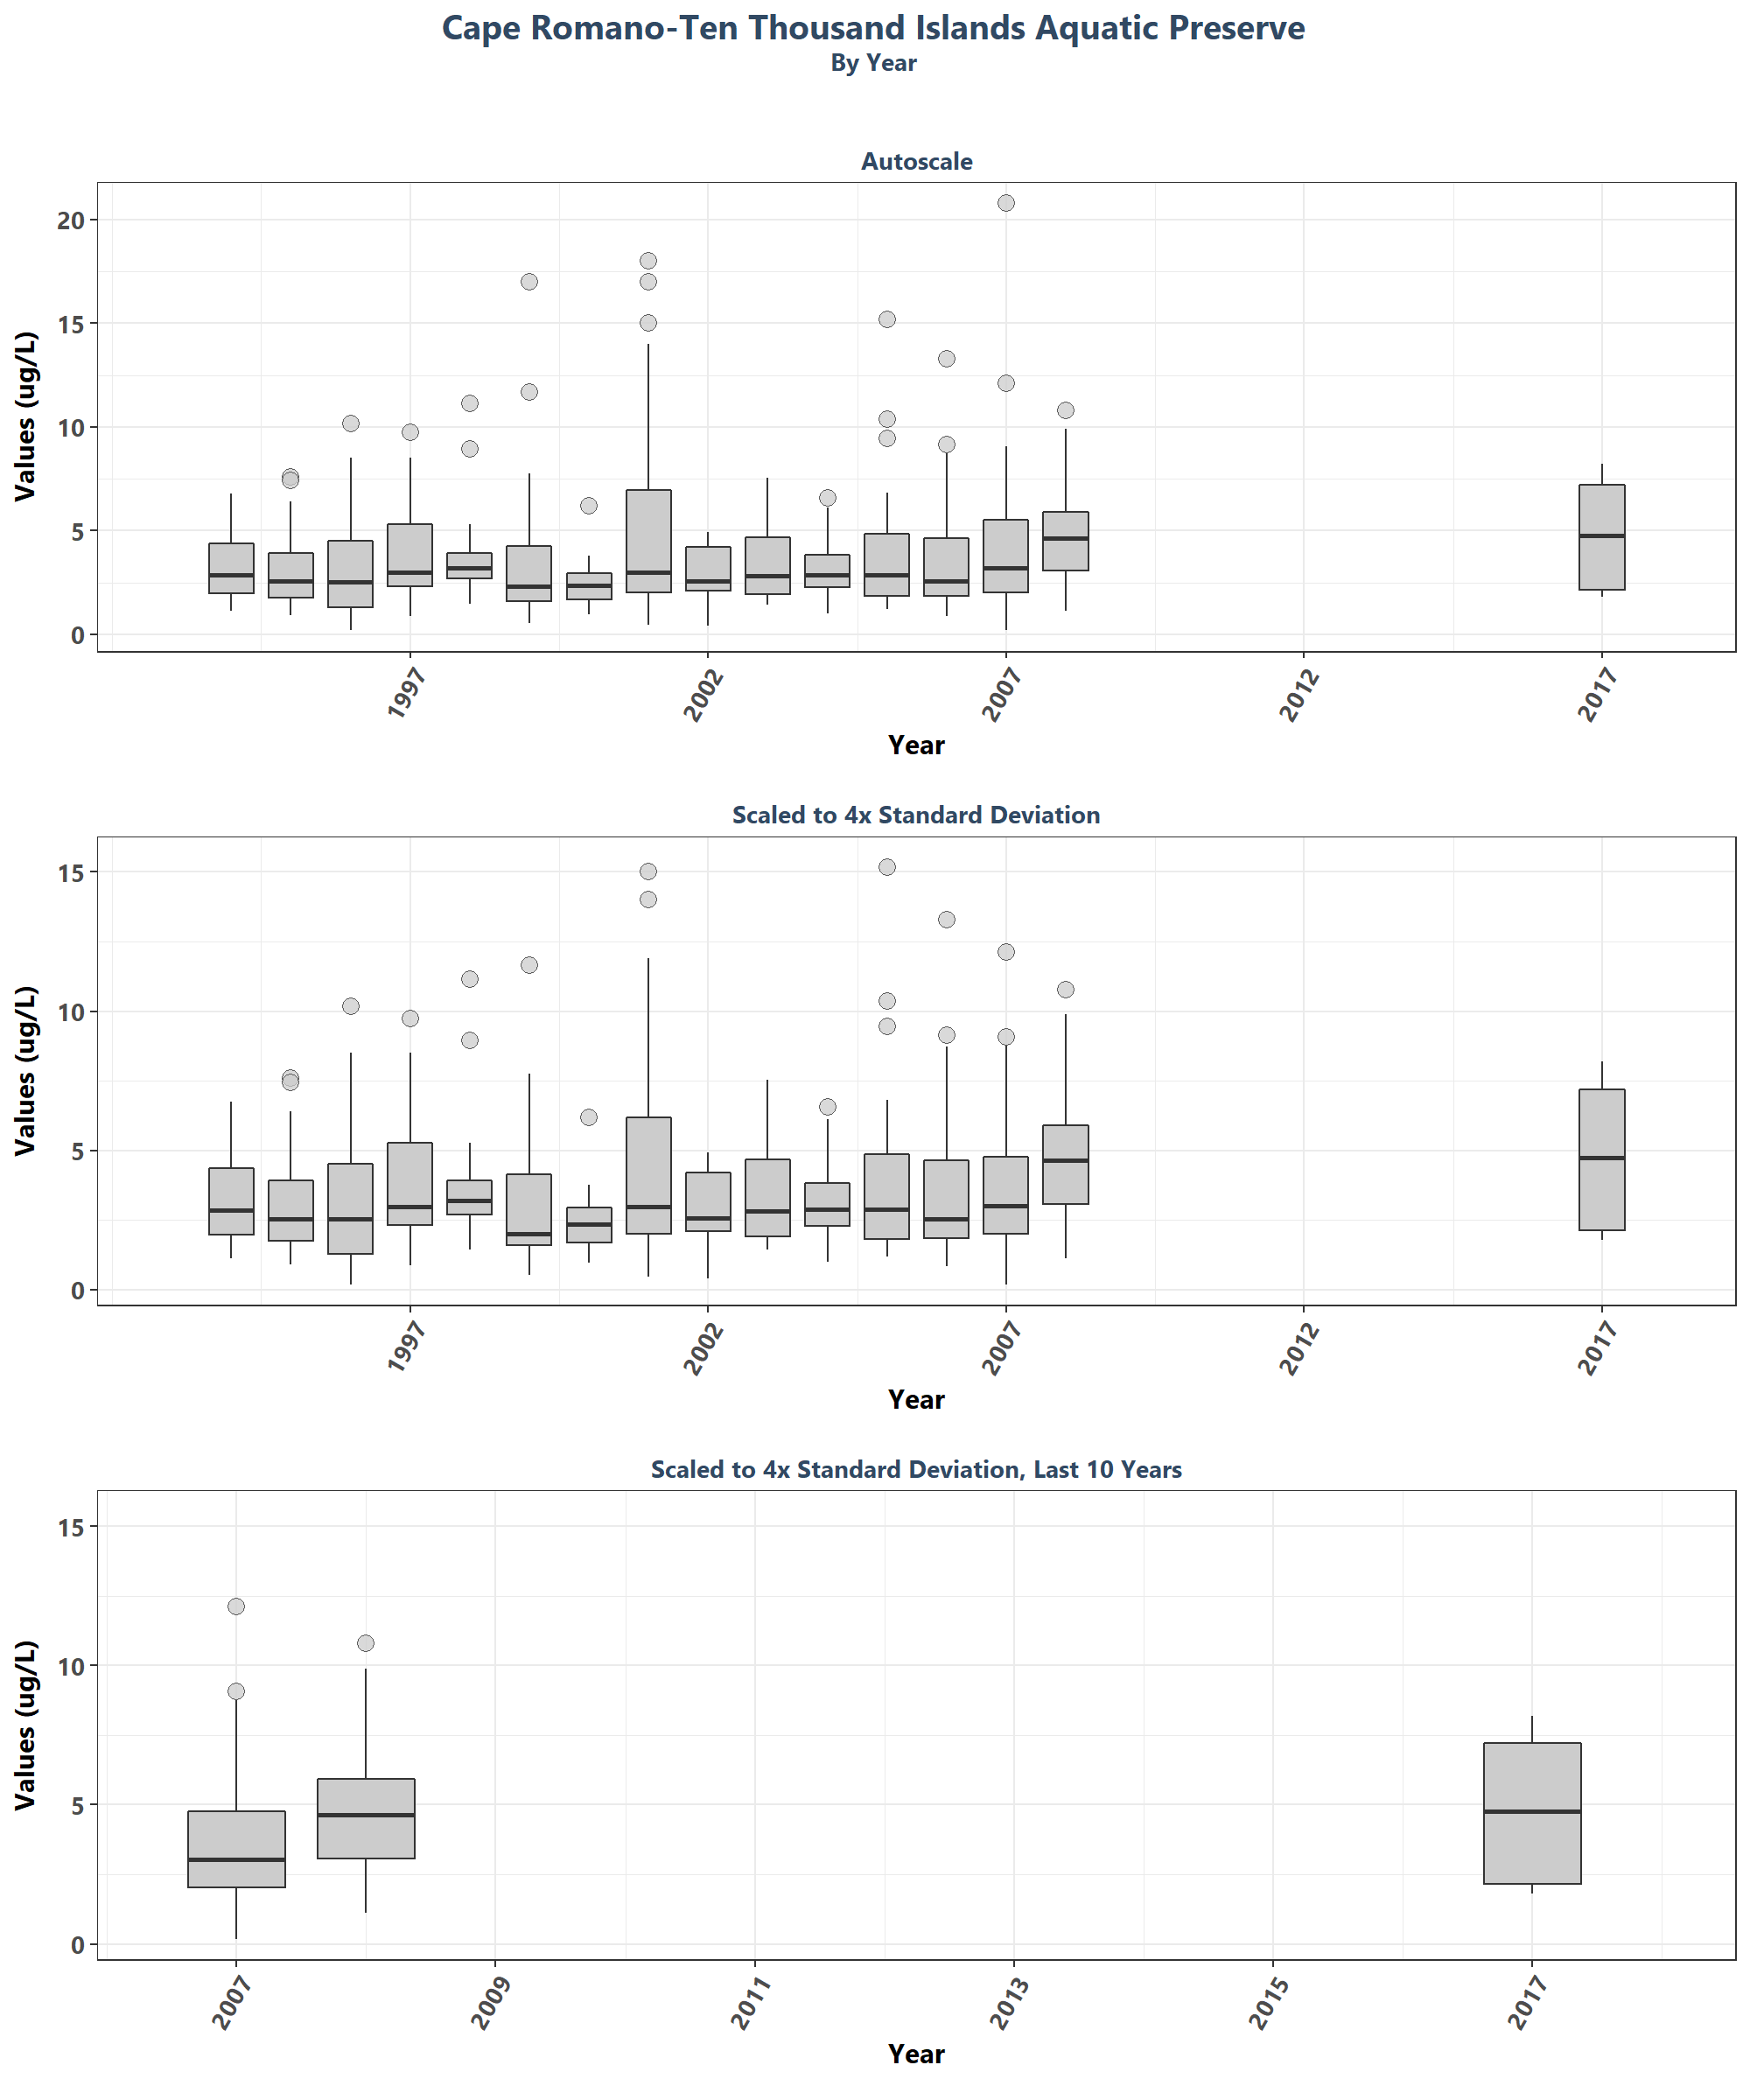 Cape Romano-Ten Thousand Islands Aquatic Preserve
By Year
Autoscale
Values (ug/L)
20
15
10
5
0
1997
2002
2007
2012
2017
Year
Scaled to 4x Standard Deviation
Values (ug/L)
15
10
5
0
1997
2002
2007
2012
2017
Year
Scaled to 4x Standard Deviation, Last 10 Years
Values (ug/L)
15
10
5
0
2007
2009
2011
2013
2015
2017
Year